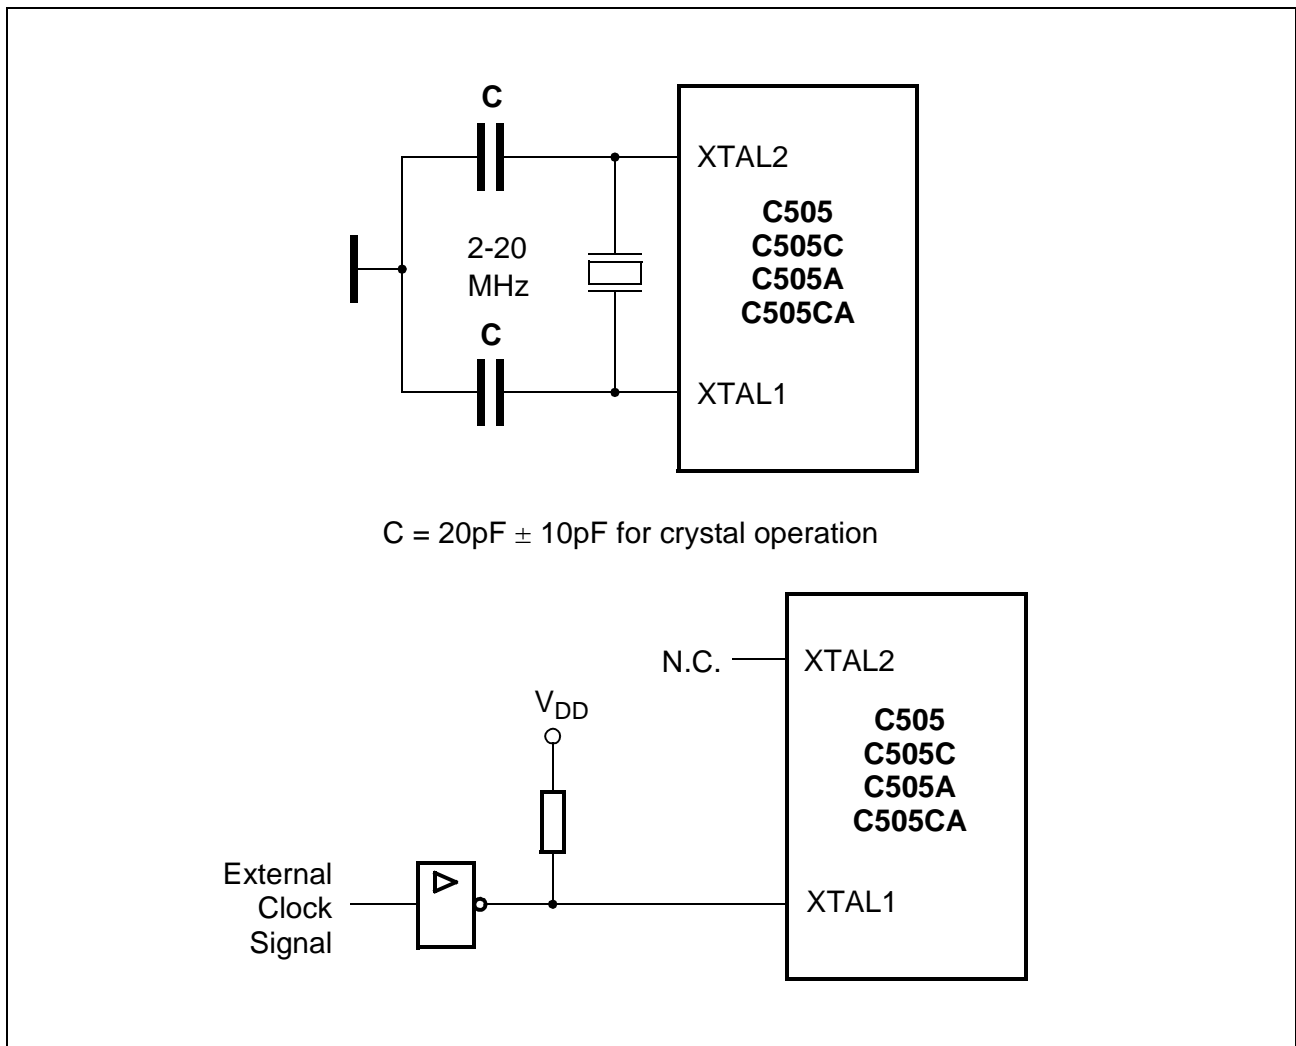 C
XTAL2
C505
C505C
C505A
C505CA
2-20
MHz
C
XTAL1
C = 20pF ± 10pF for crystal operation
N.C.
XTAL2
VDD
C505
C505C
C505A
C505CA
External
Clock
Signal
XTAL1